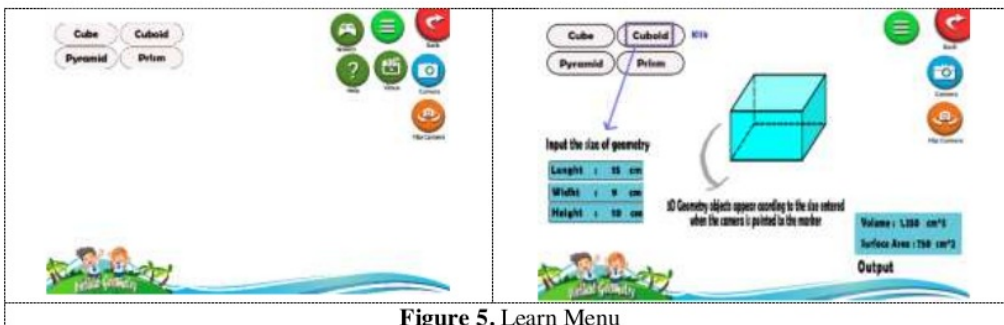 Cube Cuboid
Pyramid Prism
Back
Help
Camera
Cube Cuboid Klik
Pyramid Prism
Back
Camera
Input the size of geometry
Lenght : 15 cm
Widht : 9 cm
Height : 10 cm
3D Geometry objects appear acording to the size entered
when the camera is pointed to the marker
Volume : 1.350 cm^3
Surface Area : 750 cm^2
Output
Figure 5. Learn Menu